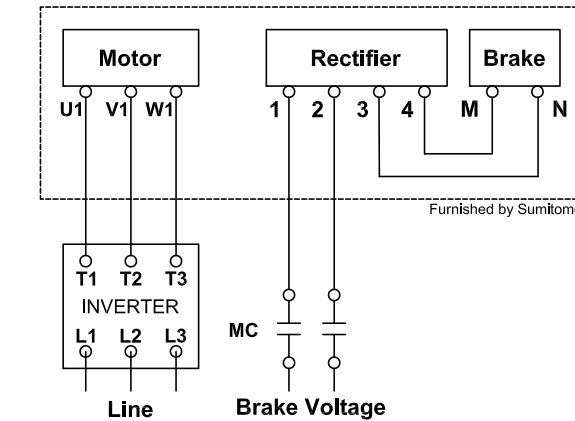 Motor Rectifier Brake
U1 V1 W1 1 2 3 4 M N
Furnished by
T1 T2 T3
INVERTER
L1 L2 L3
MC
Line Brake Voltage